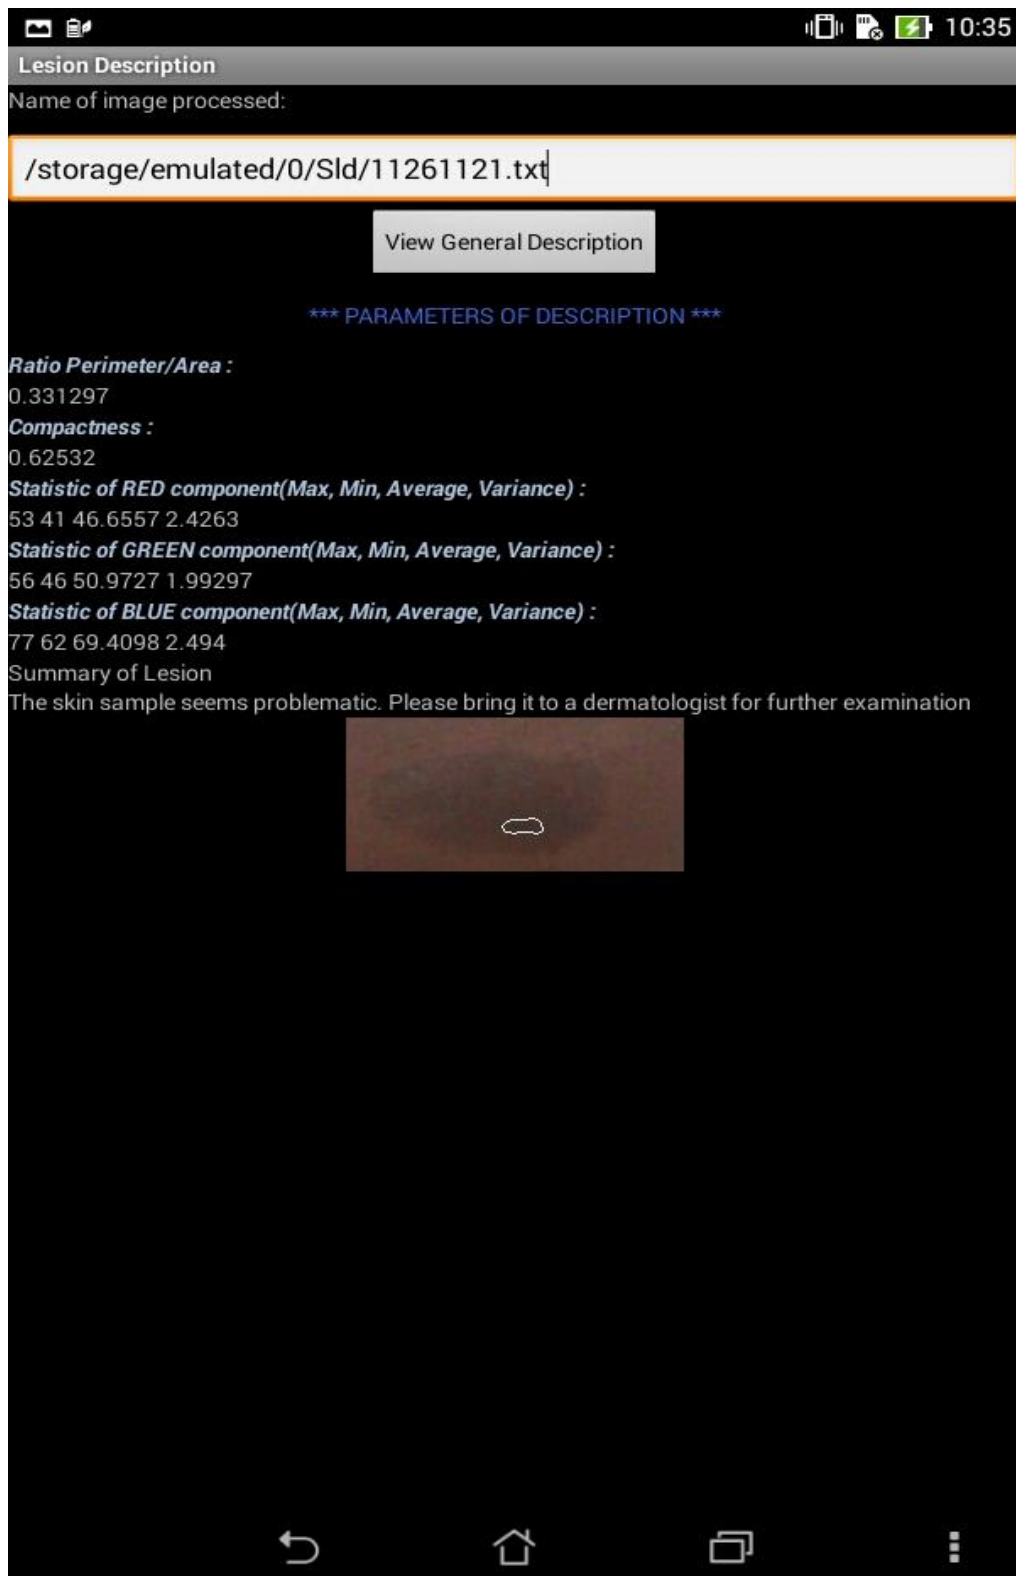 10:35
Lesion Description
Name of image processed:
/storage/emulated/0/Sld/11261121.txt
View General Description
*** PARAMETERS OF DESCRIPTION ***
Ratio Perimeter/Area :
0.331297
Compactness :
0.62532
Statistic of RED component(Max, Min, Average, Variance) :
53 41 46.6557 2.4263
Statistic of GREEN component(Max, Min, Average, Variance) :
56 46 50.9727 1.99297
Statistic of BLUE component(Max, Min, Average, Variance) :
77 62 69.4098 2.494
Summary of Lesion
The skin sample seems problematic. Please bring it to a dermatologist for further examination